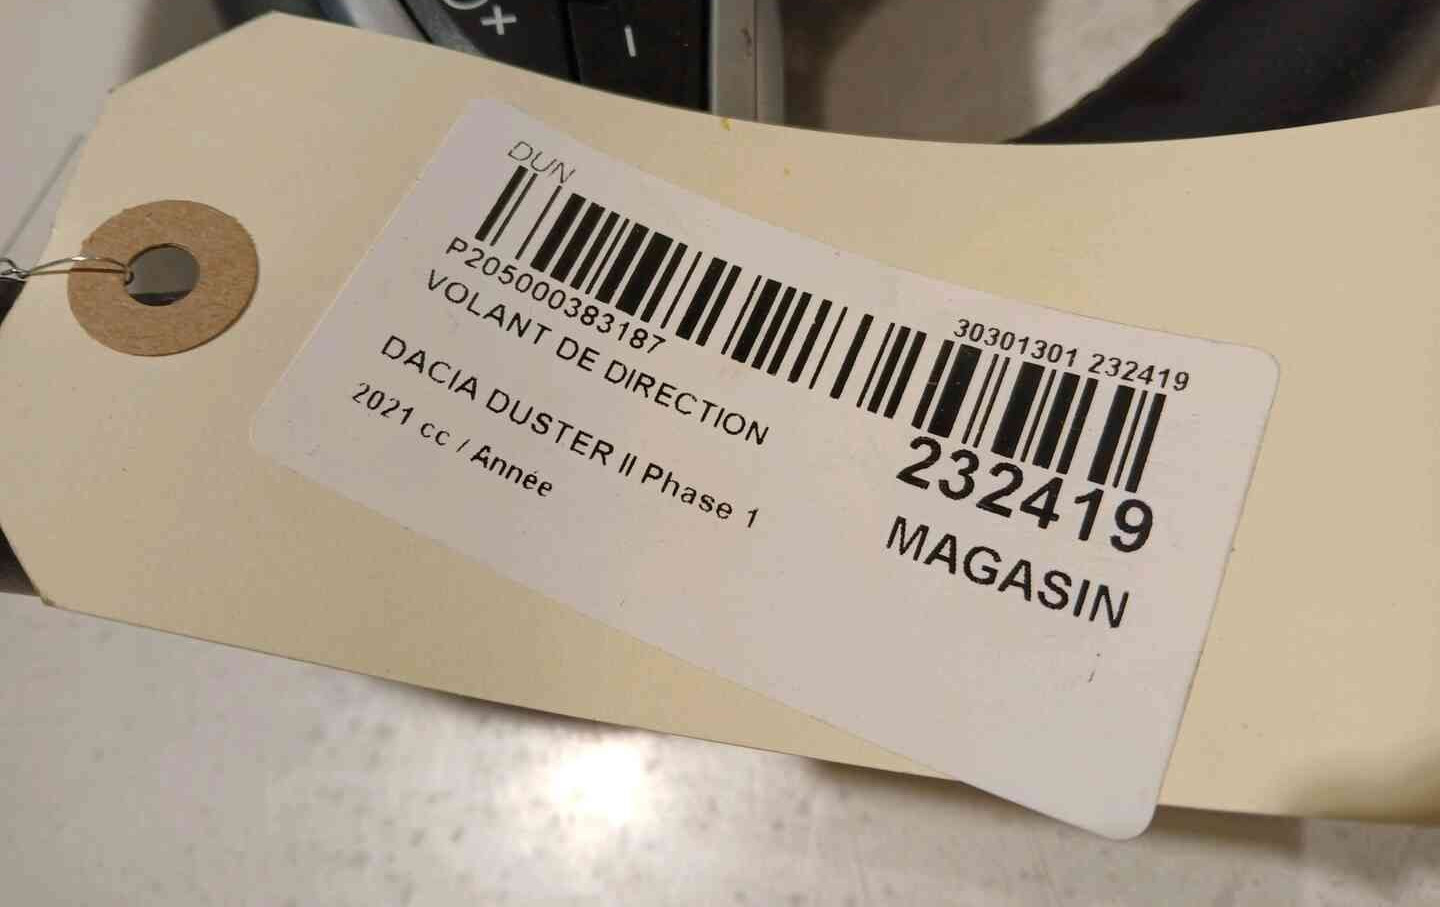 DUN
P205000383187
30301301 232419
VOLANT DE DIRECTION
232419
DACIA DUSTER II Phase 1
MAGASIN
2021 cc / Année
+
-